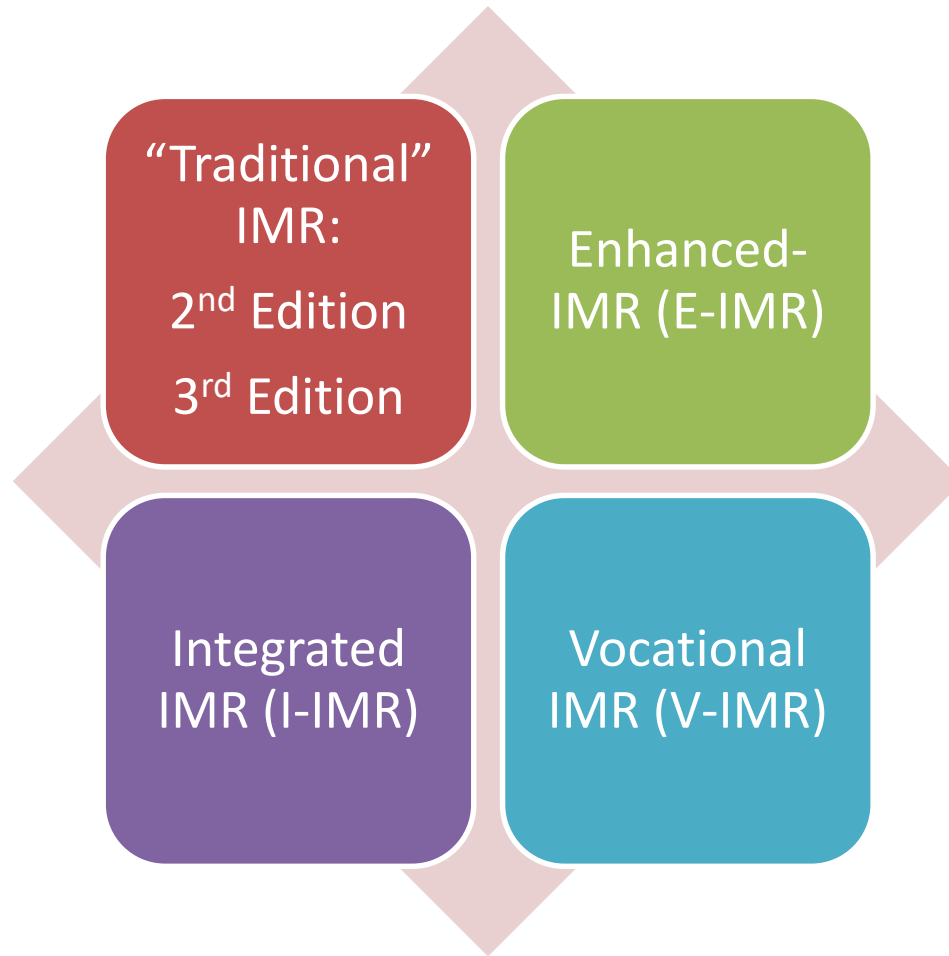 “Traditional”
IMR:
2nd Edition
3rd Edition
Enhanced-
IMR (E-IMR)
Integrated
IMR (I-IMR)
Vocational
IMR (V-IMR)